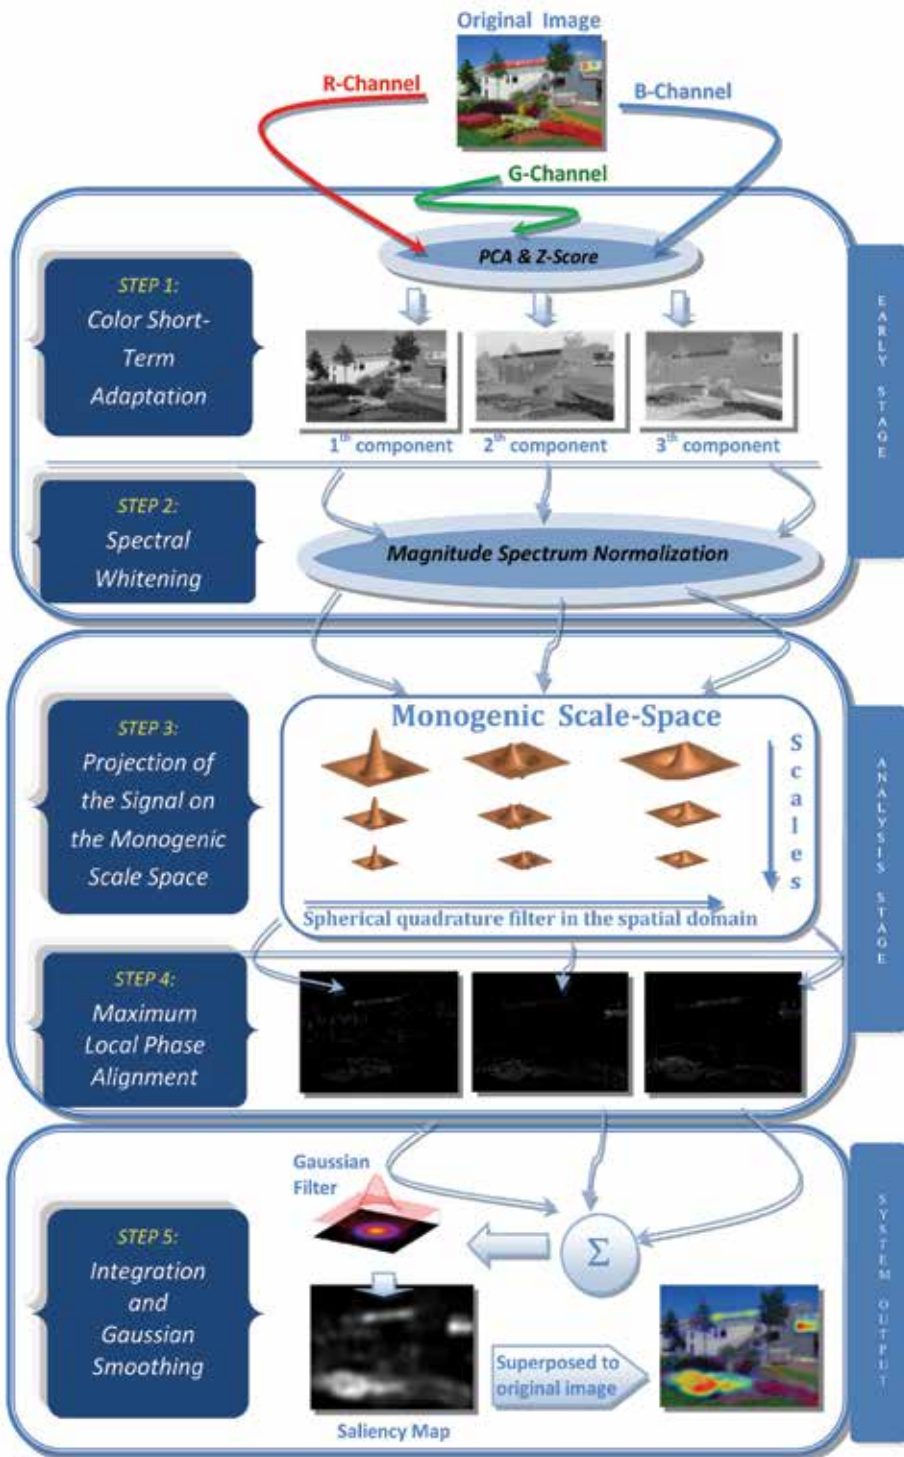 Original Image
R-Channel
B-Channel
G-Channel
PCA & Z-Score
STEP 1:
Color Short-
Term
Adaptation
1th component
2th component
3th component
EARLY STAGE
STEP 2:
Spectral
Whitening
Magnitude Spectrum Normalization
STEP 3:
Projection of
the Signal on
the Monogenic
Scale Space
Monogenic Scale-Space
Scales
Spherical quadrature filter in the spatial domain
ANALYSIS STAGE
STEP 4:
Maximum
Local Phase
Alignment
Gaussian
Filter
STEP 5:
Integration
and
Gaussian
Smoothing
Σ
Superposed to
original image
Saliency Map
SYSTEM OUTPUT